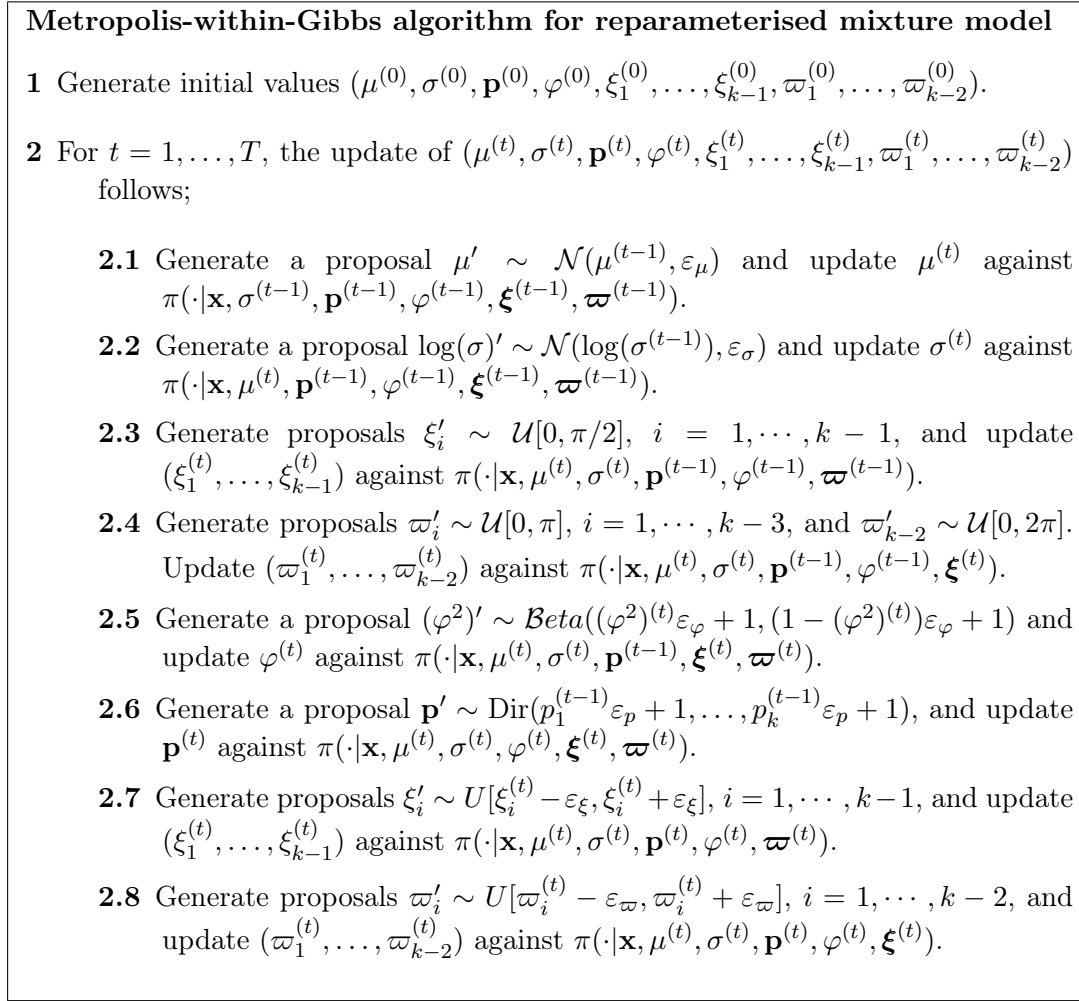 Metropolis-within-Gibbs algorithm for reparameterised mixture model
1 Generate initial values (μ^(0), σ^(0), **p**^(0), φ^(0), ξ_1^(0), …, ξ_{k−1}^(0), ϖ_1^(0), …, ϖ_{k−2}^(0)).
2 For t = 1, …, T, the update of (μ^(t), σ^(t), **p**^(t), φ^(t), ξ_1^(t), …, ξ_{k−1}^(t), ϖ_1^(t), …, ϖ_{k−2}^(t))
follows;
2.1 Generate a proposal μ′ ∼ 𝒩(μ^(t−1), ε_μ) and update μ^(t) against
π(·|**x**, σ^(t−1), **p**^(t−1), φ^(t−1), **ξ**^(t−1), **ϖ**^(t−1)).
2.2 Generate a proposal log(σ)′ ∼ 𝒩(log(σ^(t−1)), ε_σ) and update σ^(t) against
π(·|**x**, μ^(t), **p**^(t−1), φ^(t−1), **ξ**^(t−1), **ϖ**^(t−1)).
2.3 Generate proposals ξ′_i ∼ 𝒰[0, π/2], i = 1, ⋯, k − 1, and update
(ξ_1^(t), …, ξ_{k−1}^(t)) against π(·|**x**, μ^(t), σ^(t), **p**^(t−1), φ^(t−1), **ϖ**^(t−1)).
2.4 Generate proposals ϖ′_i ∼ 𝒰[0, π], i = 1, ⋯, k − 3, and ϖ′_{k−2} ∼ 𝒰[0, 2π].
Update (ϖ_1^(t), …, ϖ_{k−2}^(t)) against π(·|**x**, μ^(t), σ^(t), **p**^(t−1), φ^(t−1), **ξ**^(t)).
2.5 Generate a proposal (φ²)′ ∼ ℬeta((φ²)^(t) ε_φ + 1, (1 − (φ²)^(t))ε_φ + 1) and
update φ^(t) against π(·|**x**, μ^(t), σ^(t), **p**^(t−1), **ξ**^(t), **ϖ**^(t)).
2.6 Generate a proposal **p**′ ∼ Dir(p_1^(t−1) ε_p + 1, …, p_k^(t−1) ε_p + 1), and update
**p**^(t) against π(·|**x**, μ^(t), σ^(t), φ^(t), **ξ**^(t), **ϖ**^(t)).
2.7 Generate proposals ξ′_i ∼ U[ξ_i^(t) − ε_ξ, ξ_i^(t) + ε_ξ], i = 1, ⋯, k − 1, and update
(ξ_1^(t), …, ξ_{k−1}^(t)) against π(·|**x**, μ^(t), σ^(t), **p**^(t), φ^(t), **ϖ**^(t)).
2.8 Generate proposals ϖ′_i ∼ U[ϖ_i^(t) − ε_ϖ, ϖ_i^(t) + ε_ϖ], i = 1, ⋯, k − 2, and
update (ϖ_1^(t), …, ϖ_{k−2}^(t)) against π(·|**x**, μ^(t), σ^(t), **p**^(t), φ^(t), **ξ**^(t)).